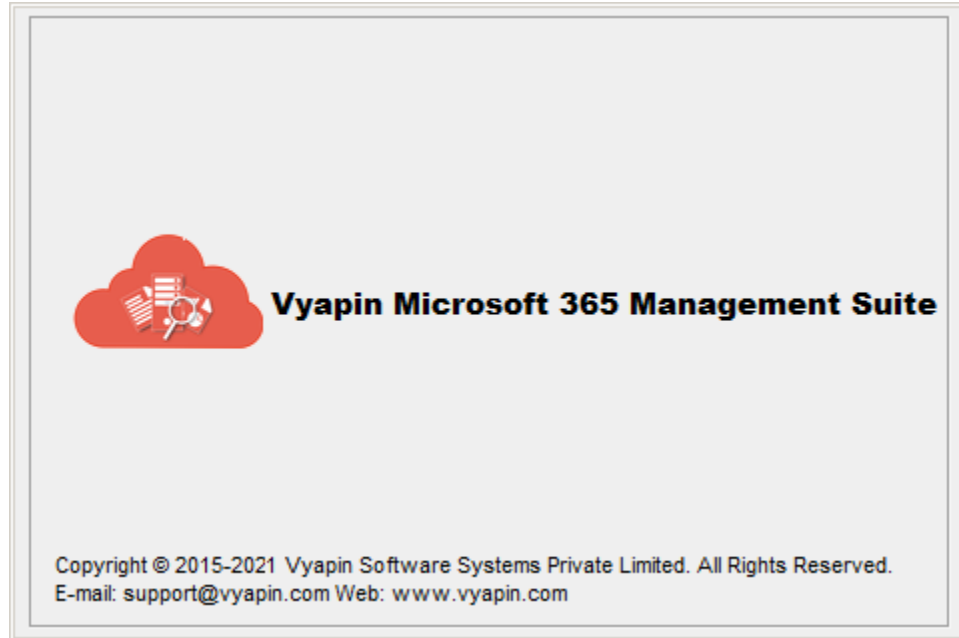 Vyapin Microsoft 365 Management Suite
Copyright © 2015-2021 Vyapin Software Systems Private Limited. All Rights Reserved.
E-mail: support@vyapin.com Web: www.vyapin.com